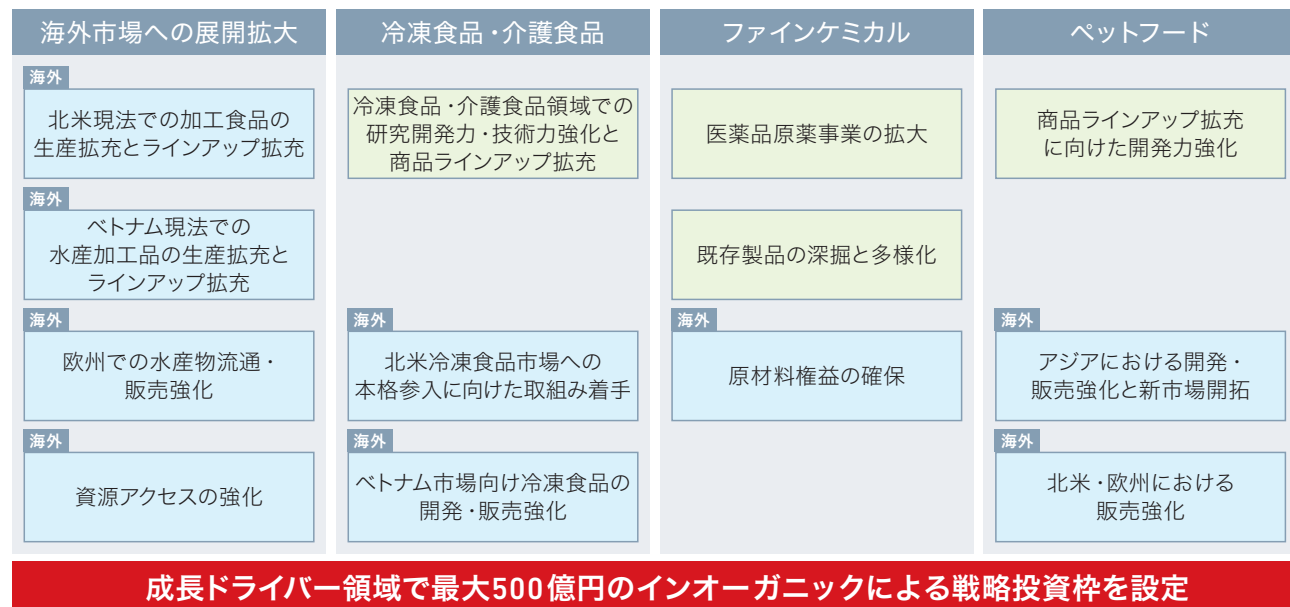 海外市場への展開拡大
海外
北米現法での加工食品の
生産拡充とラインアップ拡充
海外
ベトナム現法での
水産加工品の生産拡充と
ラインアップ拡充
海外
欧州での水産物流通・
販売強化
海外
資源アクセスの強化
冷凍食品・介護食品
冷凍食品・介護食品領域での
研究開発力・技術力強化と
商品ラインアップ拡充
海外
北米冷凍食品市場への
本格参入に向けた取組み着手
海外
ベトナム市場向け冷凍食品の
開発・販売強化
ファインケミカル
医薬品原薬事業の拡大
既存製品の深掘と多様化
海外
原材料権益の確保
ペットフード
商品ラインアップ拡充
に向けた開発力強化
海外
アジアにおける開発・
販売強化と新市場開拓
海外
北米・欧州における
販売強化
成長ドライバー領域で最大500億円のインオーガニックによる戦略投資枠を設定